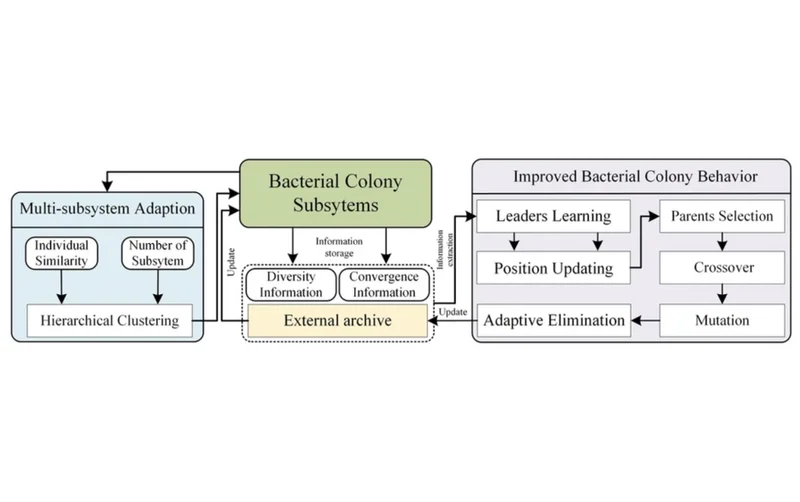 Multi-subsystem Adaption
Individual
Similarity
Number of
Subsytem
Hierarchical Clustering
Bacterial Colony
Subsytems
Update
Information
storage
Diversity
Information
Convergence
Information
External archive
Information
extraction
Update
Improved Bacterial Colony Behavior
Leaders Learning
Position Updating
Adaptive Elimination
Parents Selection
Crossover
Mutation